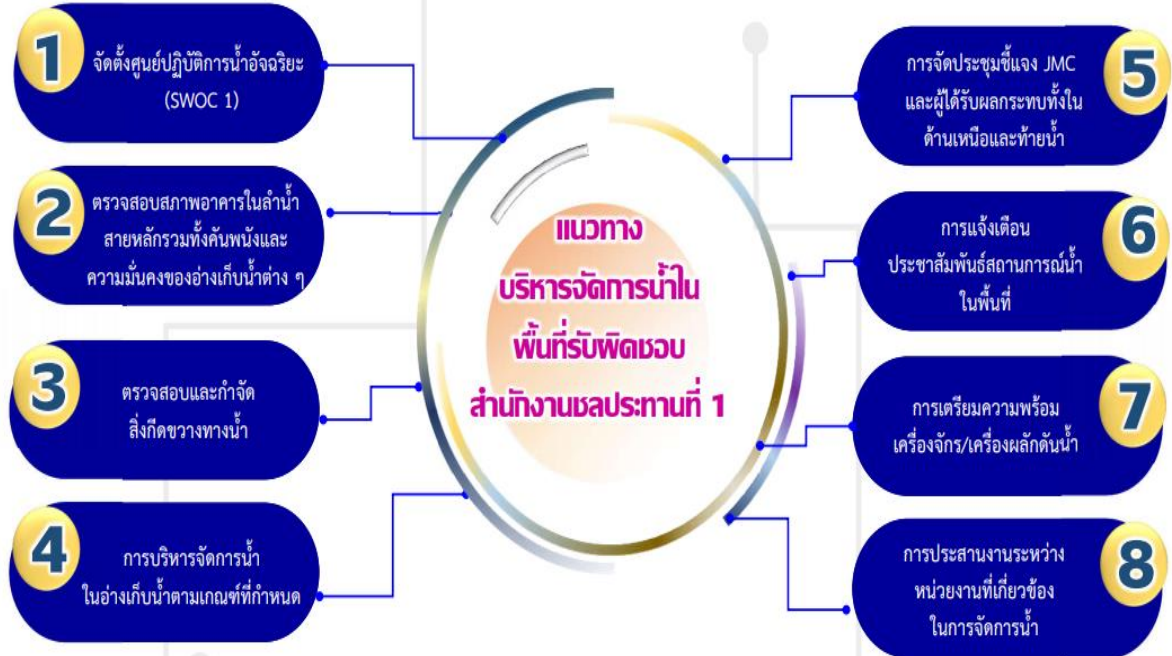 1
จัดตั้งศูนย์ปฏิบัติการน้ำอัจฉริยะ
(SWOC 1)
2
ตรวจสอบสภาพอาคารในลำน้ำ
สายหลักรวมทั้งคันพนังและ
ความมั่นคงของอ่างเก็บน้ำต่าง ๆ
3
ตรวจสอบและกำจัด
สิ่งกีดขวางทางน้ำ
4
การบริหารจัดการน้ำ
ในอ่างเก็บน้ำตามเกณฑ์ที่กำหนด
แนวทาง
บริหารจัดการน้ำใน
พื้นที่รับผิดชอบ
สำนักงานชลประทานที่ 1
5
การจัดประชุมชี้แจง JMC
และผู้ได้รับผลกระทบทั้งใน
ด้านเหนือและท้ายน้ำ
6
การแจ้งเตือน
ประชาสัมพันธ์สถานการณ์น้ำ
ในพื้นที่
7
การเตรียมความพร้อม
เครื่องจักร/เครื่องผลักดันน้ำ
8
การประสานงานระหว่าง
หน่วยงานที่เกี่ยวข้อง
ในการจัดการน้ำ